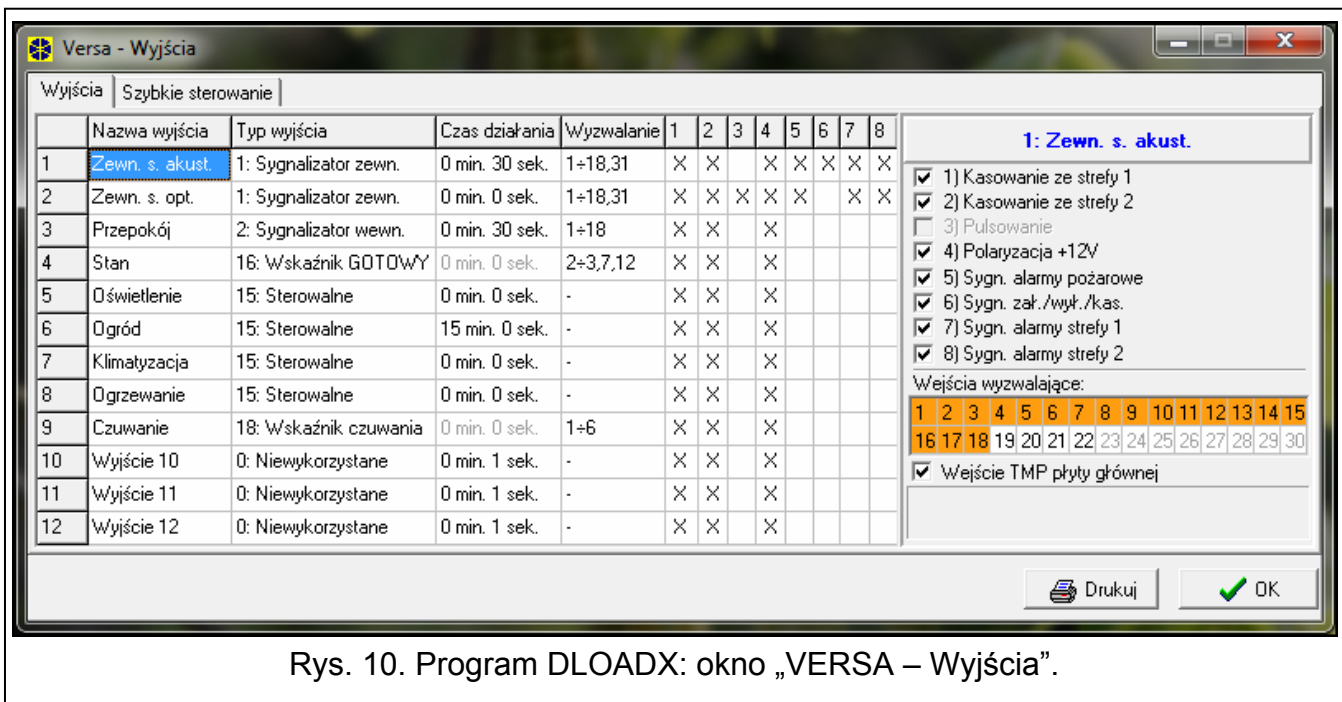 Versa - Wyjścia
Wyjścia Szybkie sterowanie
Nazwa wyjścia Typ wyjścia Czas działania Wyzwalanie 1 2 3 4 5 6 7 8
1 Zewn. s. akust. 1: Sygnalizator zewn. 0 min. 30 sek. 1÷18,31 X X X X X X X
2 Zewn. s. opt. 1: Sygnalizator zewn. 0 min. 0 sek. 1÷18,31 X X X X X X X
3 Przepokój 2: Sygnalizator wewn. 0 min. 30 sek. 1÷18 X X X
4 Stan 16: Wskaźnik GOTOWY 0 min. 0 sek. 2÷3,7,12 X X X
5 Oświetlenie 15: Sterowalne 0 min. 0 sek. - X X X
6 Ogród 15: Sterowalne 15 min. 0 sek. - X X X
7 Klimatyzacja 15: Sterowalne 0 min. 0 sek. - X X X
8 Ogrzewanie 15: Sterowalne 0 min. 0 sek. - X X X
9 Czuwanie 18: Wskaźnik czuwania 0 min. 0 sek. 1÷6 X X X
10 Wyjście 10 0: Niewykorzystane 0 min. 1 sek. - X X X
11 Wyjście 11 0: Niewykorzystane 0 min. 1 sek. - X X X
12 Wyjście 12 0: Niewykorzystane 0 min. 1 sek. - X X X
1: Zewn. s. akust.
1) Kasowanie ze strefy 1
2) Kasowanie ze strefy 2
3) Pulsowanie
4) Polaryzacja +12V
5) Sygn. alarmy pożarowe
6) Sygn. zał./wył./kas.
7) Sygn. alarmy strefy 1
8) Sygn. alarmy strefy 2
Wejścia wyzwalające:
1 2 3 4 5 6 7 8 9 10 11 12 13 14 15
16 17 18 19 20 21 22 23 24 25 26 27 28 29 30
Wejście TMP płyty głównej
Drukuj OK
Rys. 10. Program DLOADX: okno „VERSA – Wyjścia”.